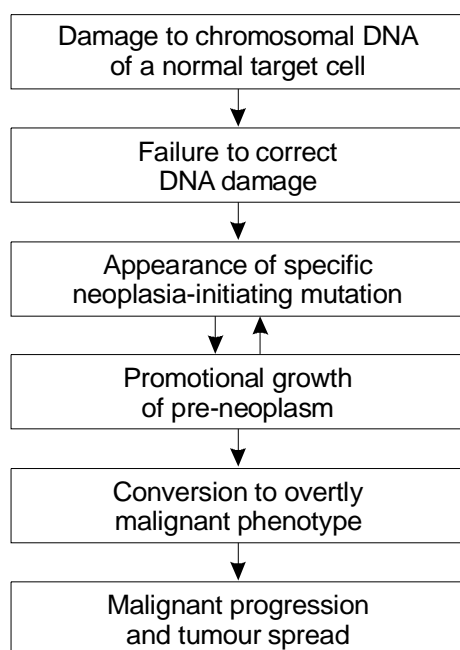 Damage to chromosomal DNA
of a normal target cell
Failure to correct
DNA damage
Appearance of specific
neoplasia-initiating mutation
Promotional growth
of pre-neoplasm
Conversion to overtly
malignant phenotype
Malignant progression
and tumour spread